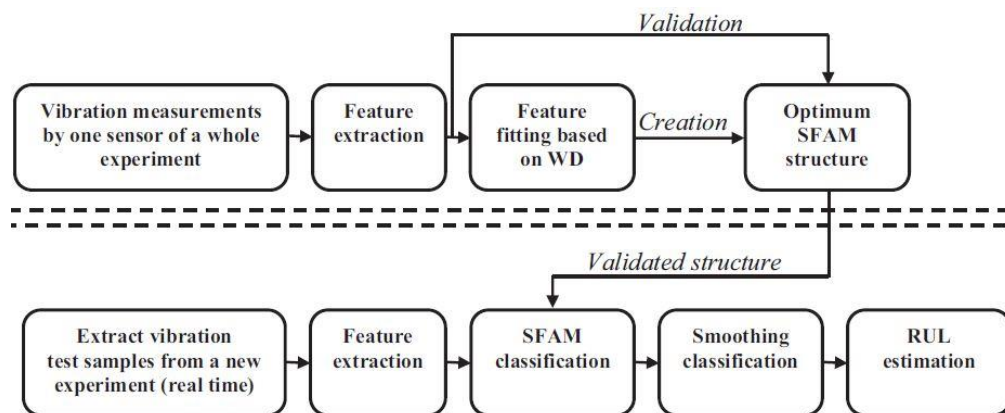 Validation
Vibration measurements
by one sensor of a whole
experiment
Feature
extraction
Feature
fitting based
on WD
Creation
Optimum
SFAM
structure
Validated structure
Extract vibration
test samples from a new
experiment (real time)
Feature
extraction
SFAM
classification
Smoothing
classification
RUL
estimation